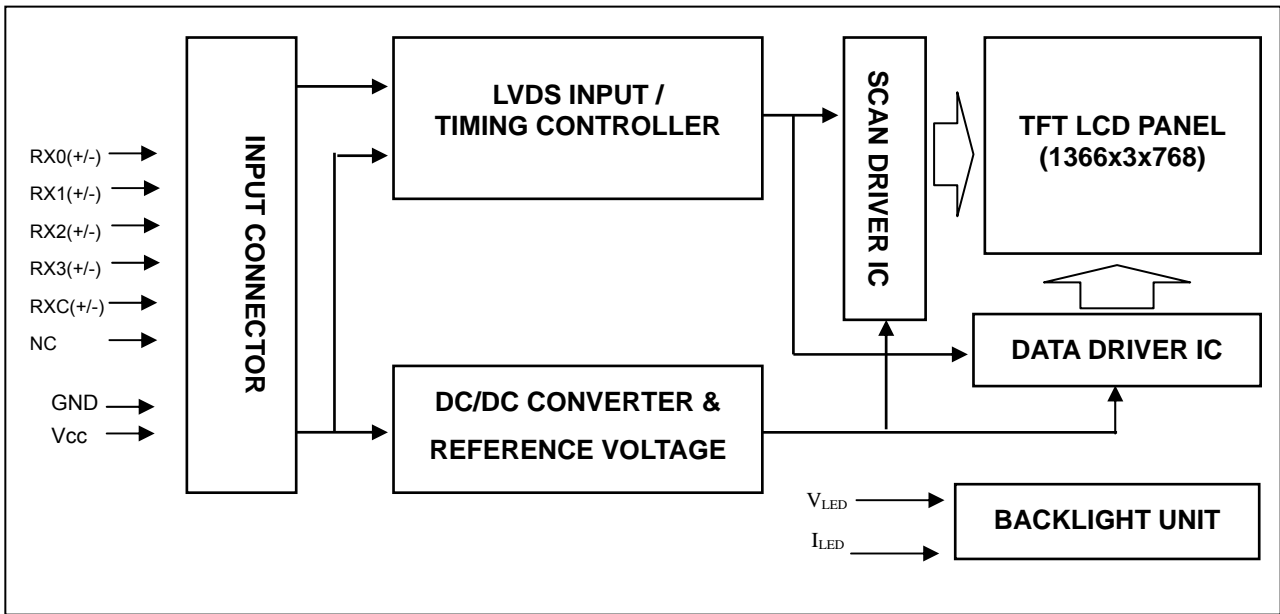 RX0(+/-)
RX1(+/-)
RX2(+/-)
RX3(+/-)
RXC(+/-)
NC
GND
Vcc
INPUT CONNECTOR
LVDS INPUT /
TIMING CONTROLLER
DC/DC CONVERTER &
REFERENCE VOLTAGE
SCAN DRIVER IC
TFT LCD PANEL
(1366x3x768)
DATA DRIVER IC
VLED
ILED
BACKLIGHT UNIT